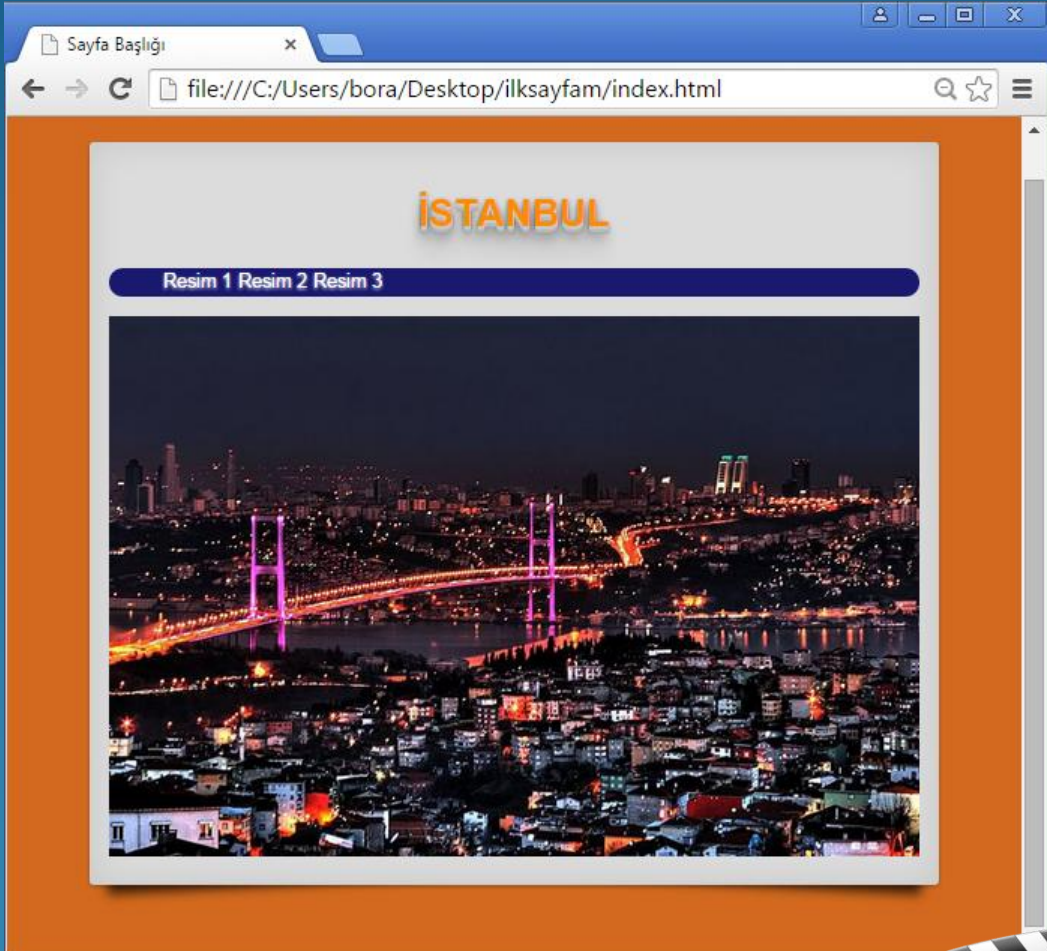 Sayfa Başlığı
file:///C:/Users/bora/Desktop/ilksayfam/index.html
İSTANBUL
Resim 1 Resim 2 Resim 3